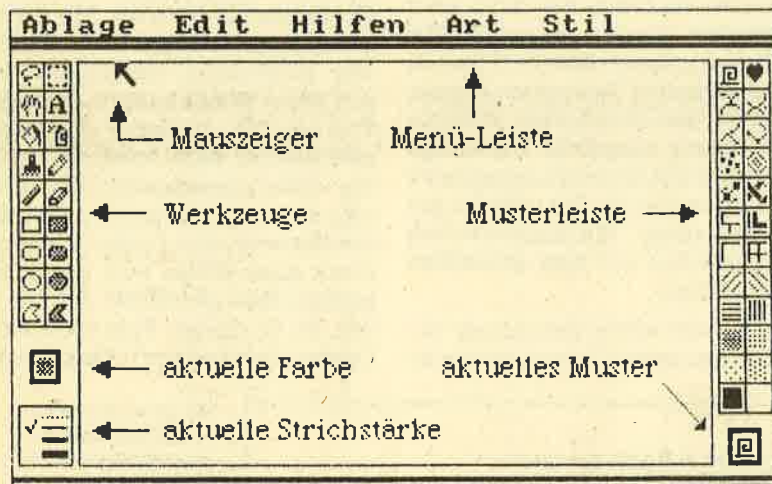 Ablage Edit Hilfen Art Stil
A
Mauszeiger Menü-Leiste
Werkzeuge Musterleiste
aktuelle Farbe aktuelles Muster
aktuelle Strichstärke